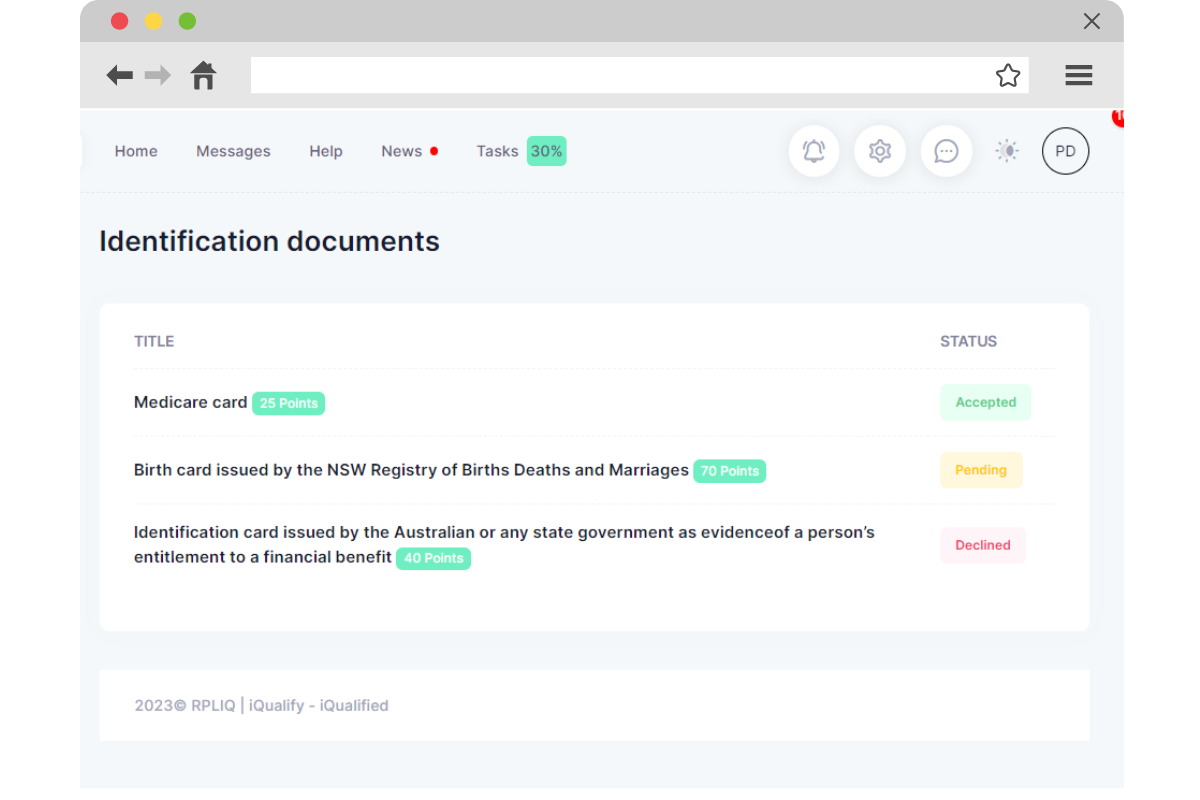 Home Messages Help News Tasks 30% PD
Identification documents
TITLE STATUS
Medicare card 25 Points Accepted
Birth card issued by the NSW Registry of Births Deaths and Marriages 70 Points Pending
Identification card issued by the Australian or any state government as evidenceof a person’s
entitlement to a financial benefit 40 Points Declined
2023© RPLIQ | iQualify - iQualified